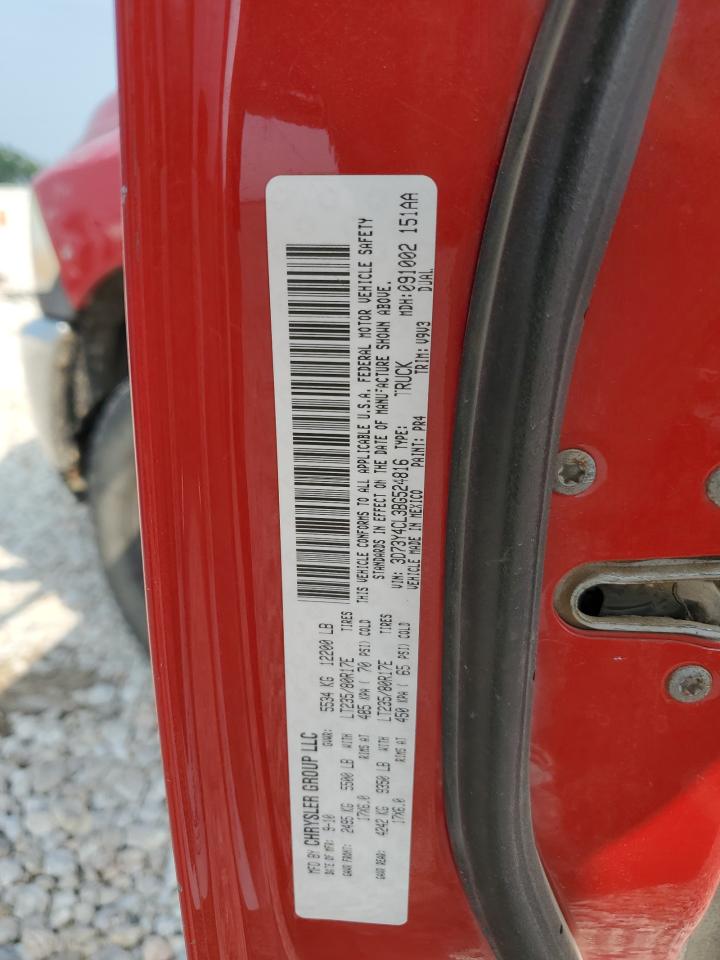 MFD BY CHRYSLER GROUP LLC
DATE OF MFR: 9-10 GVWR: 5534 KG 12200 LB
GAWR FRONT: 2495 KG 5500 LB WITH LT235/80R17E TIRES
17X6.0 RIMS AT 485 KPA ( 70 PSI) COLD
GAWR REAR: 4242 KG 9350 LB WITH LT235/80R17E TIRES
17X6.0 RIMS AT 450 KPA ( 65 PSI) COLD
THIS VEHICLE CONFORMS TO ALL APPLICABLE U.S.A. FEDERAL MOTOR VEHICLE SAFETY
STANDARDS IN EFFECT ON THE DATE OF MANUFACTURE SHOWN ABOVE.
VIN: 3D73Y4CL3BG524816 TYPE: TRUCK MDH:091002 151AA
VEHICLE MADE IN MEXICO PAINT: PR4 TRIM: V9V3 DUAL